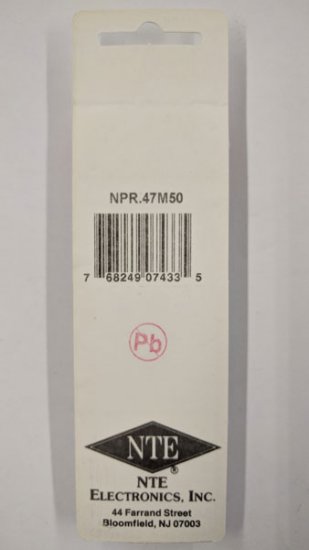 NPR.47M50
7 68249 07433 5
Pb
NTE
®
NTE
ELECTRONICS, INC.
44 Farrand Street
Bloomfield, NJ 07003